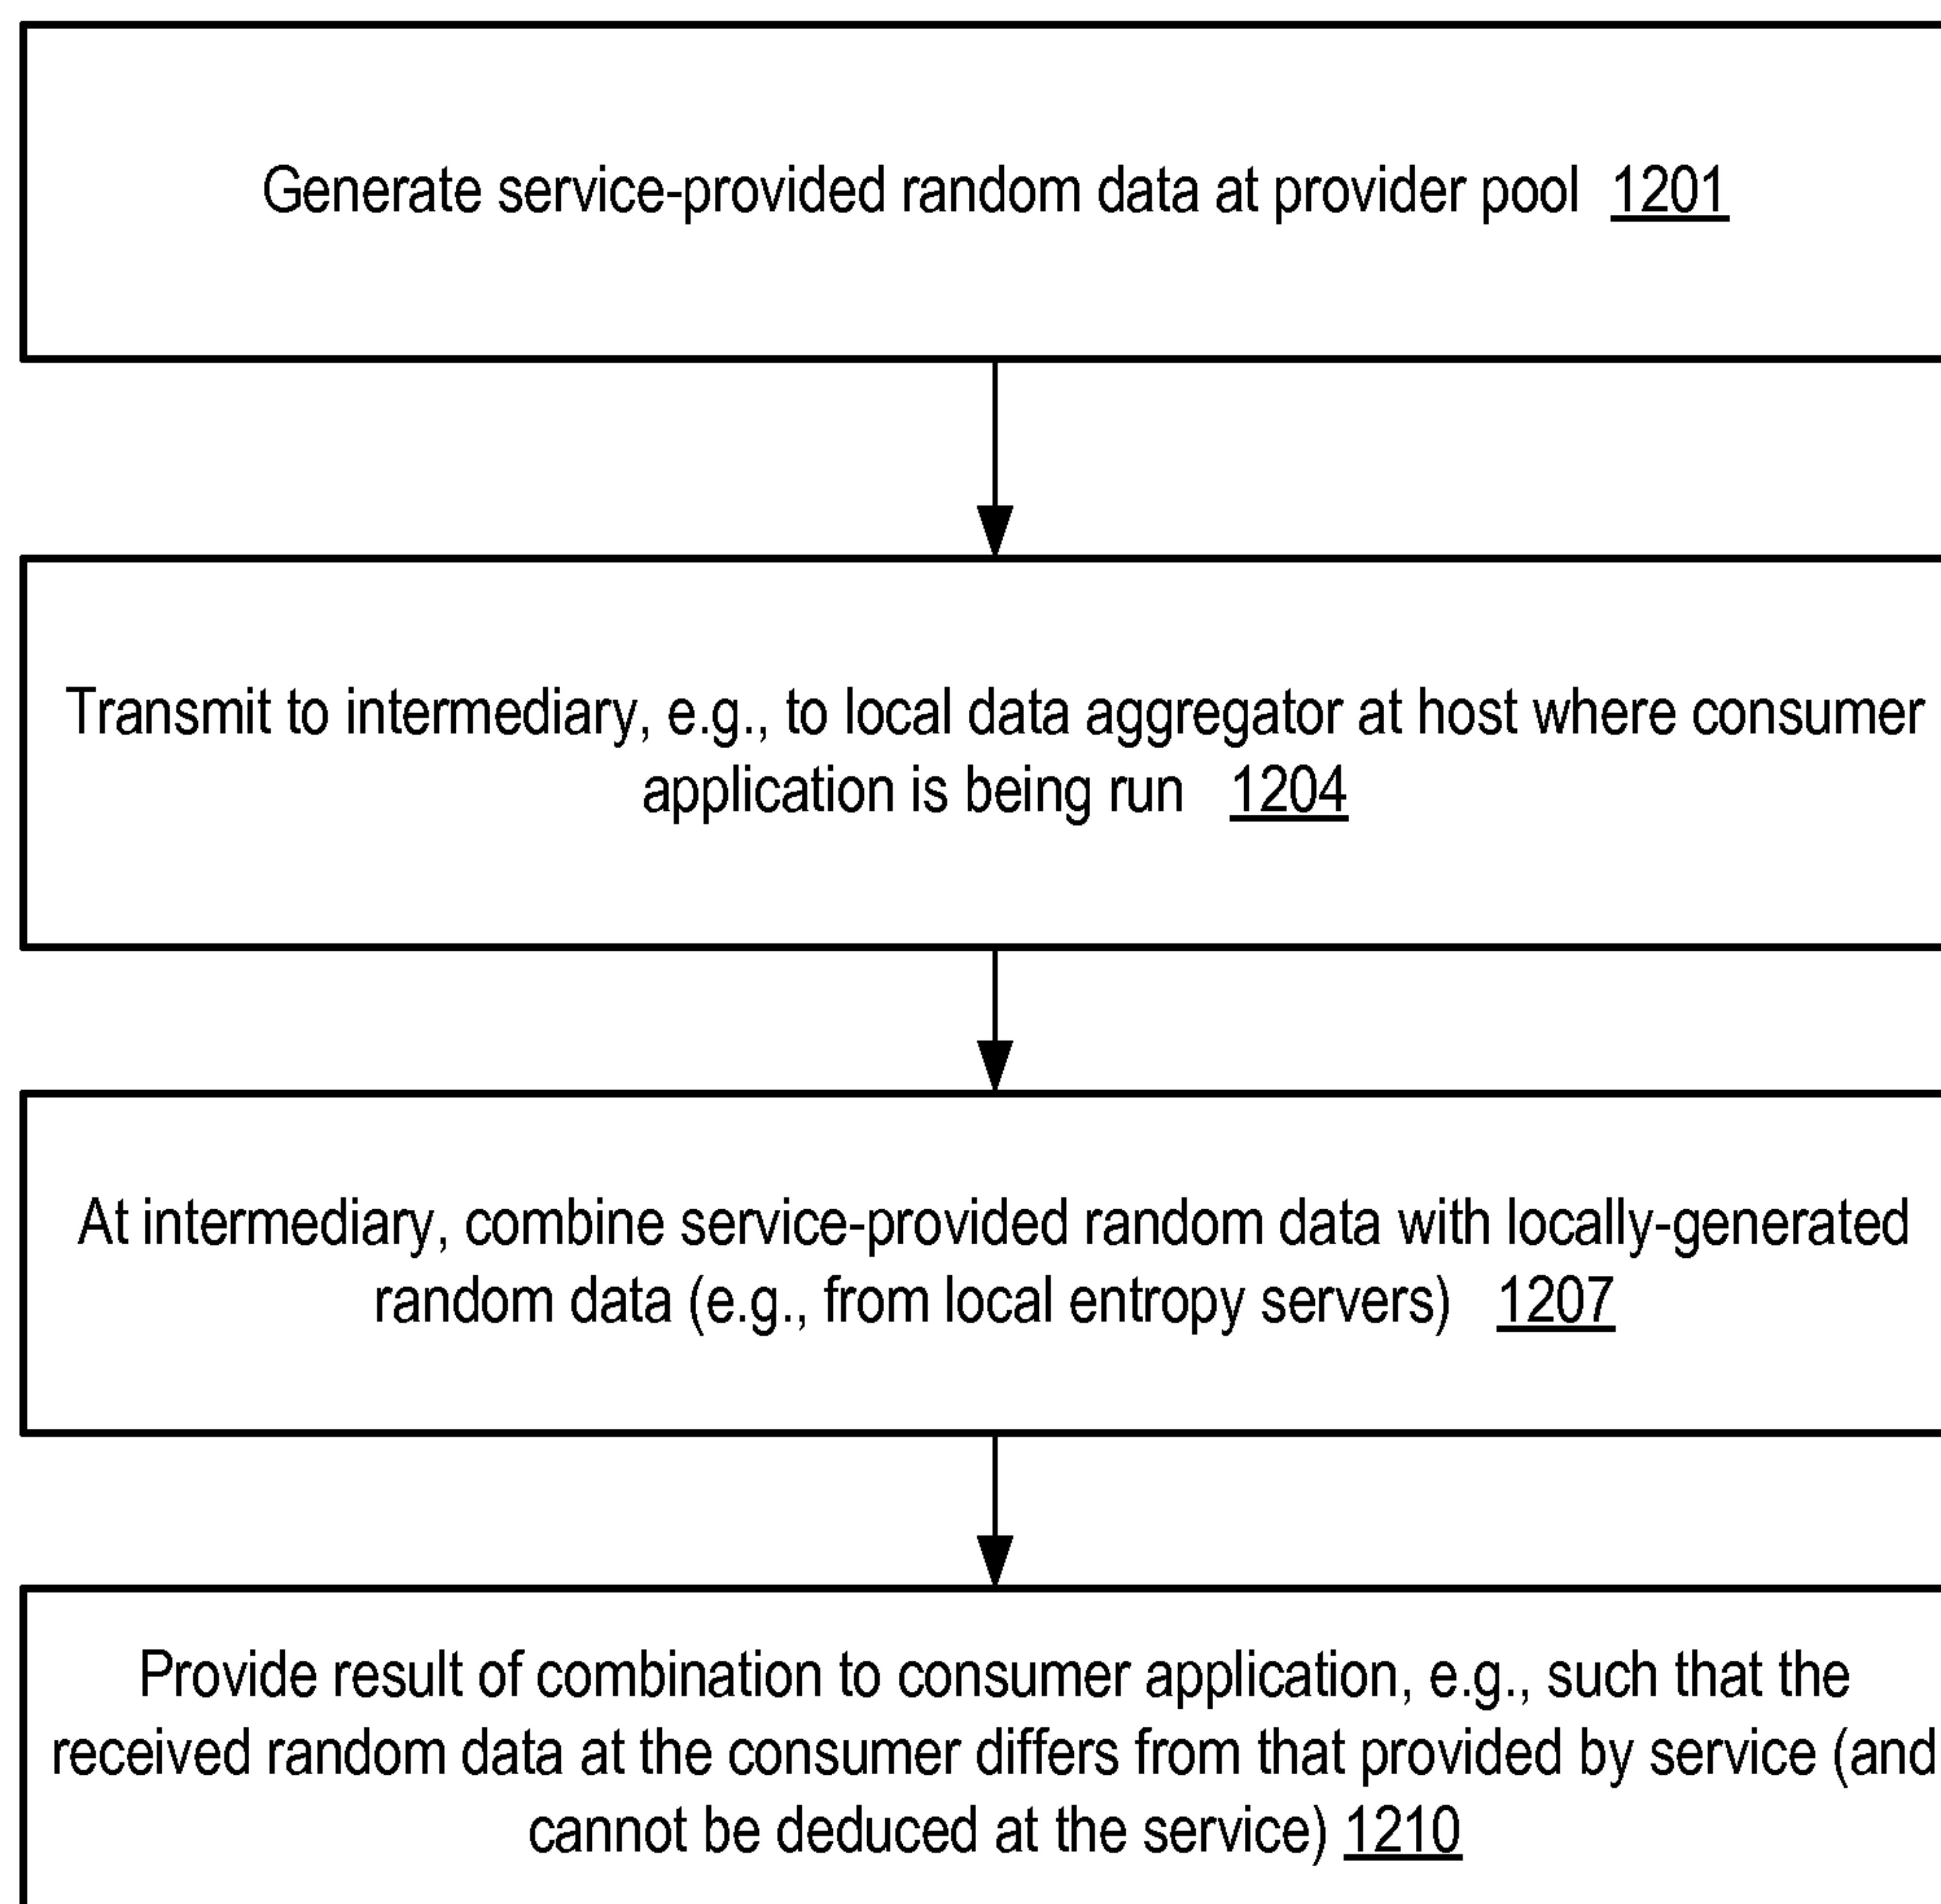 Generate service-provided random data at provider pool 1201
Transmit to intermediary, e.g., to local data aggregator at host where consumer
application is being run 1204
At intermediary, combine service-provided random data with locally-generated
random data (e.g., from local entropy servers) 1207
Provide result of combination to consumer application, e.g., such that the
received random data at the consumer differs from that provided by service (and
cannot be deduced at the service) 1210